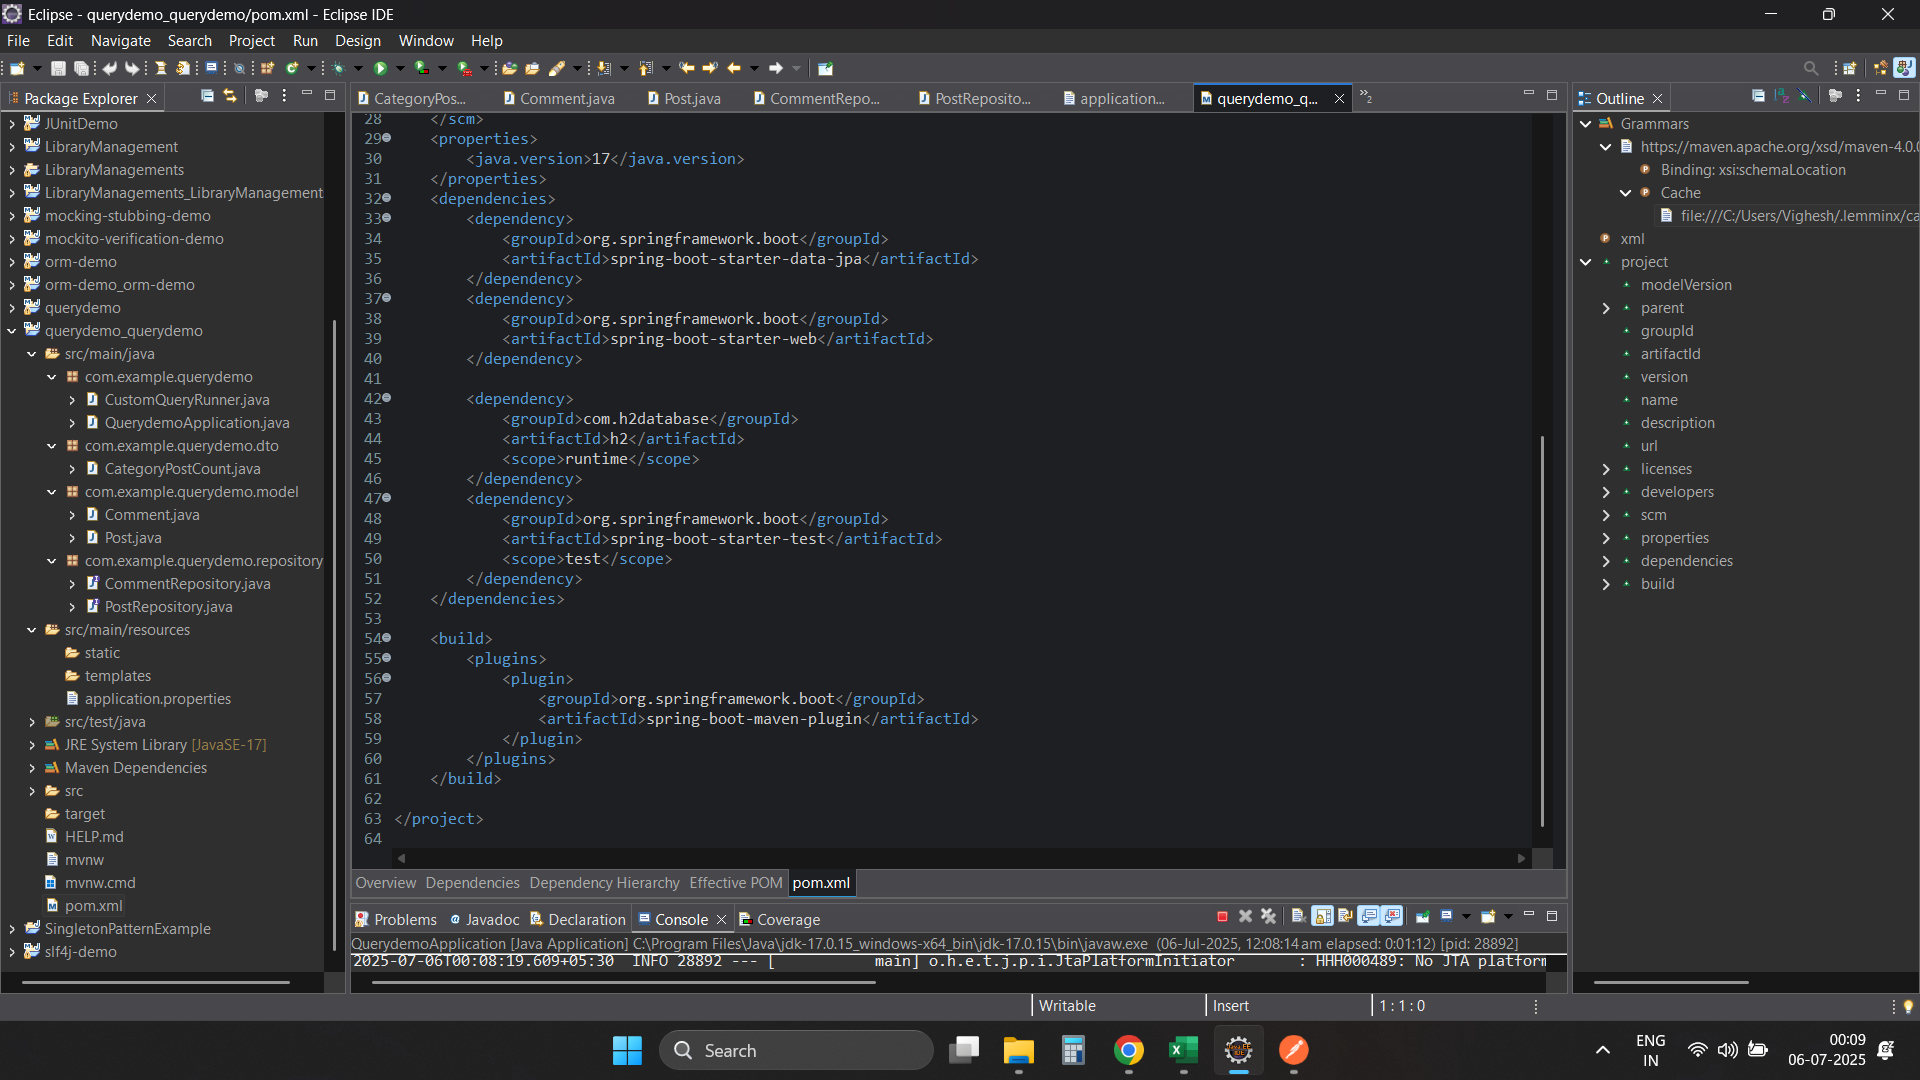 Eclipse - querydemo_querydemo/pom.xml - Eclipse IDE
File Edit Navigate Search Project Run Design Window Help
Package Explorer
JUnitDemo
LibraryManagement
LibraryManagements
LibraryManagements_LibraryManagement
mocking-stubbing-demo
mockito-verification-demo
orm-demo
orm-demo_orm-demo
querydemo
querydemo_querydemo
src/main/java
com.example.querydemo
CustomQueryRunner.java
QuerydemoApplication.java
com.example.querydemo.dto
CategoryPostCount.java
com.example.querydemo.model
Comment.java
Post.java
com.example.querydemo.repository
CommentRepository.java
PostRepository.java
src/main/resources
static
templates
application.properties
src/test/java
JRE System Library [JavaSE-17]
Maven Dependencies
src
target
HELP.md
mvnw
mvnw.cmd
pom.xml
SingletonPatternExample
slf4j-demo
CategoryPos... Comment.java Post.java CommentRepo... PostReposito... application... querydemo_q... »2
28 </scm>
29 <properties>
30 <java.version>17</java.version>
31 </properties>
32 <dependencies>
33 <dependency>
34 <groupId>org.springframework.boot</groupId>
35 <artifactId>spring-boot-starter-data-jpa</artifactId>
36 </dependency>
37 <dependency>
38 <groupId>org.springframework.boot</groupId>
39 <artifactId>spring-boot-starter-web</artifactId>
40 </dependency>
41
42 <dependency>
43 <groupId>com.h2database</groupId>
44 <artifactId>h2</artifactId>
45 <scope>runtime</scope>
46 </dependency>
47 <dependency>
48 <groupId>org.springframework.boot</groupId>
49 <artifactId>spring-boot-starter-test</artifactId>
50 <scope>test</scope>
51 </dependency>
52 </dependencies>
53
54 <build>
55 <plugins>
56 <plugin>
57 <groupId>org.springframework.boot</groupId>
58 <artifactId>spring-boot-maven-plugin</artifactId>
59 </plugin>
60 </plugins>
61 </build>
62
63 </project>
64
Overview Dependencies Dependency Hierarchy Effective POM pom.xml
Problems Javadoc Declaration Console Coverage
QuerydemoApplication [Java Application] C:\Program Files\Java\jdk-17.0.15_windows-x64_bin\jdk-17.0.15\bin\javaw.exe (06-Jul-2025, 12:08:14 am elapsed: 0:01:12) [pid: 28892]
2025-07-06T00:08:19.609+05:30 INFO 28892 --- [ main] o.h.e.t.j.p.i.JtaPlatformInitiator : HHH000489: No JTA platform
Outline
Grammars
https://maven.apache.org/xsd/maven-4.0.0
Binding: xsi:schemaLocation
Cache
file:///C:/Users/Vighesh/.lemminx/ca
xml
project
modelVersion
parent
groupId
artifactId
version
name
description
url
licenses
developers
scm
properties
dependencies
build
Writable Insert 1 : 1 : 0
Search
ENG
IN
00:09
06-07-2025